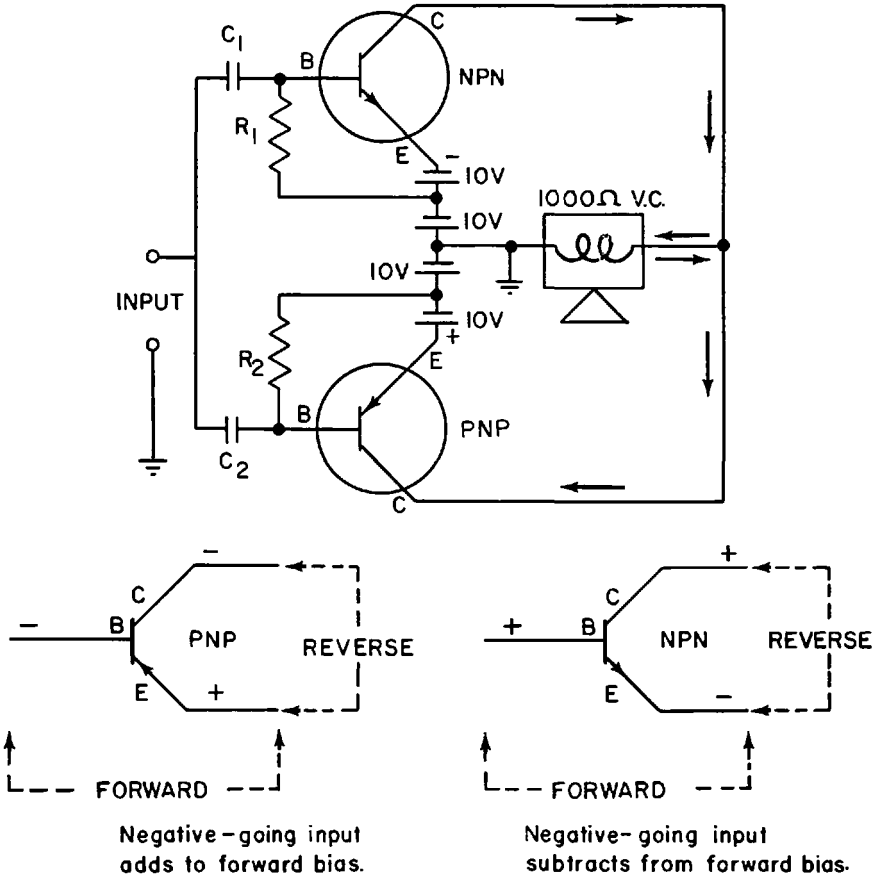 C
C1
B
NPN
R1
E
-
10V
1000Ω V.C.
10V
10V
INPUT
10V
+
R2
E
B
PNP
C2
C
-
+
C
C
-
B
PNP
REVERSE
+
B
NPN
REVERSE
E
+
E
-
FORWARD
FORWARD
Negative-going input
adds to forward bias.
Negative-going input
subtracts from forward bias.